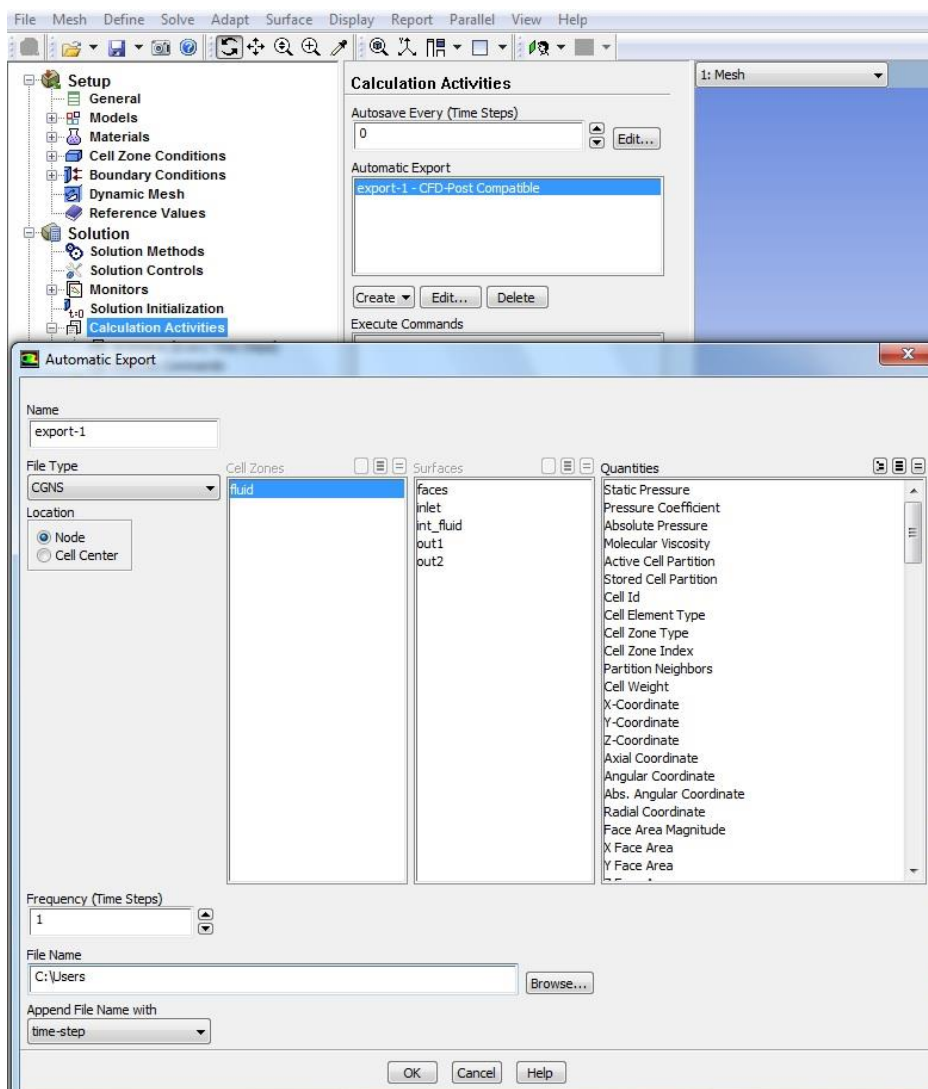 File Mesh Define Solve Adapt Surface Display Report Parallel View Help
Setup
General
Models
Materials
Cell Zone Conditions
Boundary Conditions
Dynamic Mesh
Reference Values
Solution
Solution Methods
Solution Controls
Monitors
t=0 Solution Initialization
Calculation Activities
Calculation Activities
Autosave Every (Time Steps)
0
Edit...
Automatic Export
export-1 - CFD-Post Compatible
Create Edit... Delete
Execute Commands
1: Mesh
Automatic Export
Name
export-1
File Type
CGNS
Location
Node
Cell Center
Cell Zones
fluid
Surfaces
faces
inlet
int_fluid
out1
out2
Quantities
Static Pressure
Pressure Coefficient
Absolute Pressure
Molecular Viscosity
Active Cell Partition
Stored Cell Partition
Cell Id
Cell Element Type
Cell Zone Type
Cell Zone Index
Partition Neighbors
Cell Weight
X-Coordinate
Y-Coordinate
Z-Coordinate
Axial Coordinate
Angular Coordinate
Abs. Angular Coordinate
Radial Coordinate
Face Area Magnitude
X Face Area
Y Face Area
Frequency (Time Steps)
1
File Name
C:\Users
Browse...
Append File Name with
time-step
OK Cancel Help